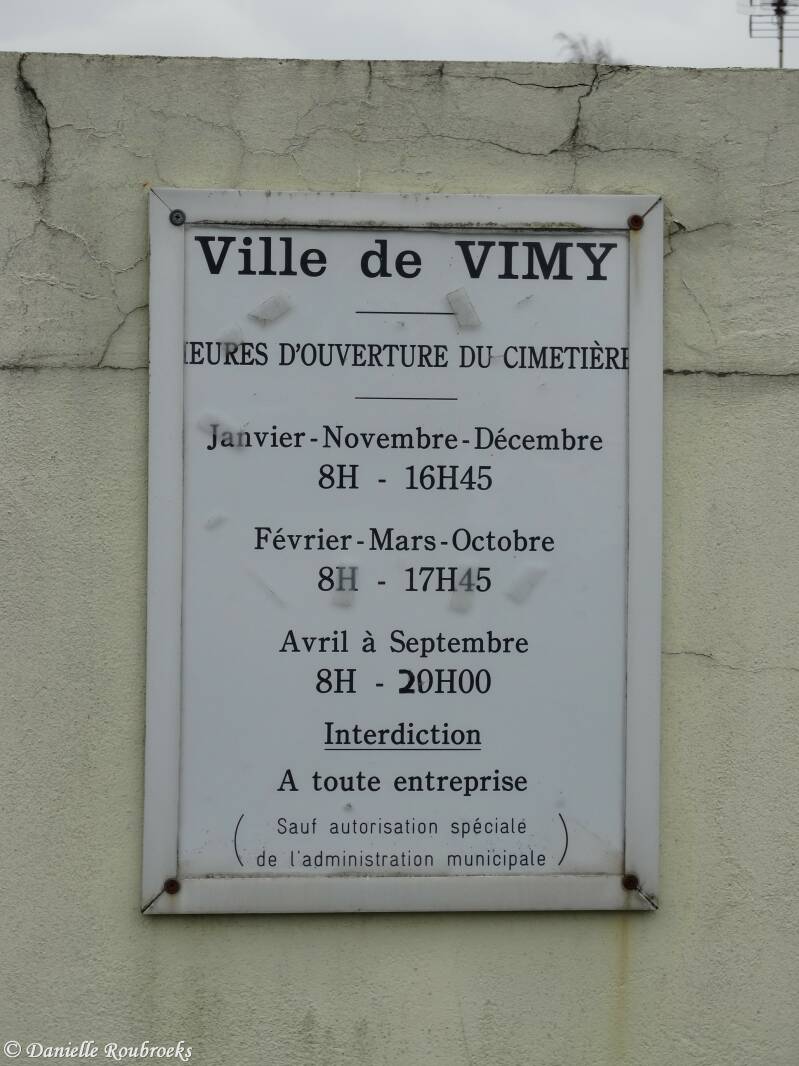 Ville de VIMY
HEURES D'OUVERTURE DU CIMETIÈRE
Janvier-Novembre-Décembre
8H - 16H45
Février-Mars-Octobre
8H - 17H45
Avril à Septembre
8H - 20H00
Interdiction
A toute entreprise
(Sauf autorisation spéciale
de l'administration municipale)
© Danielle Roubroeks